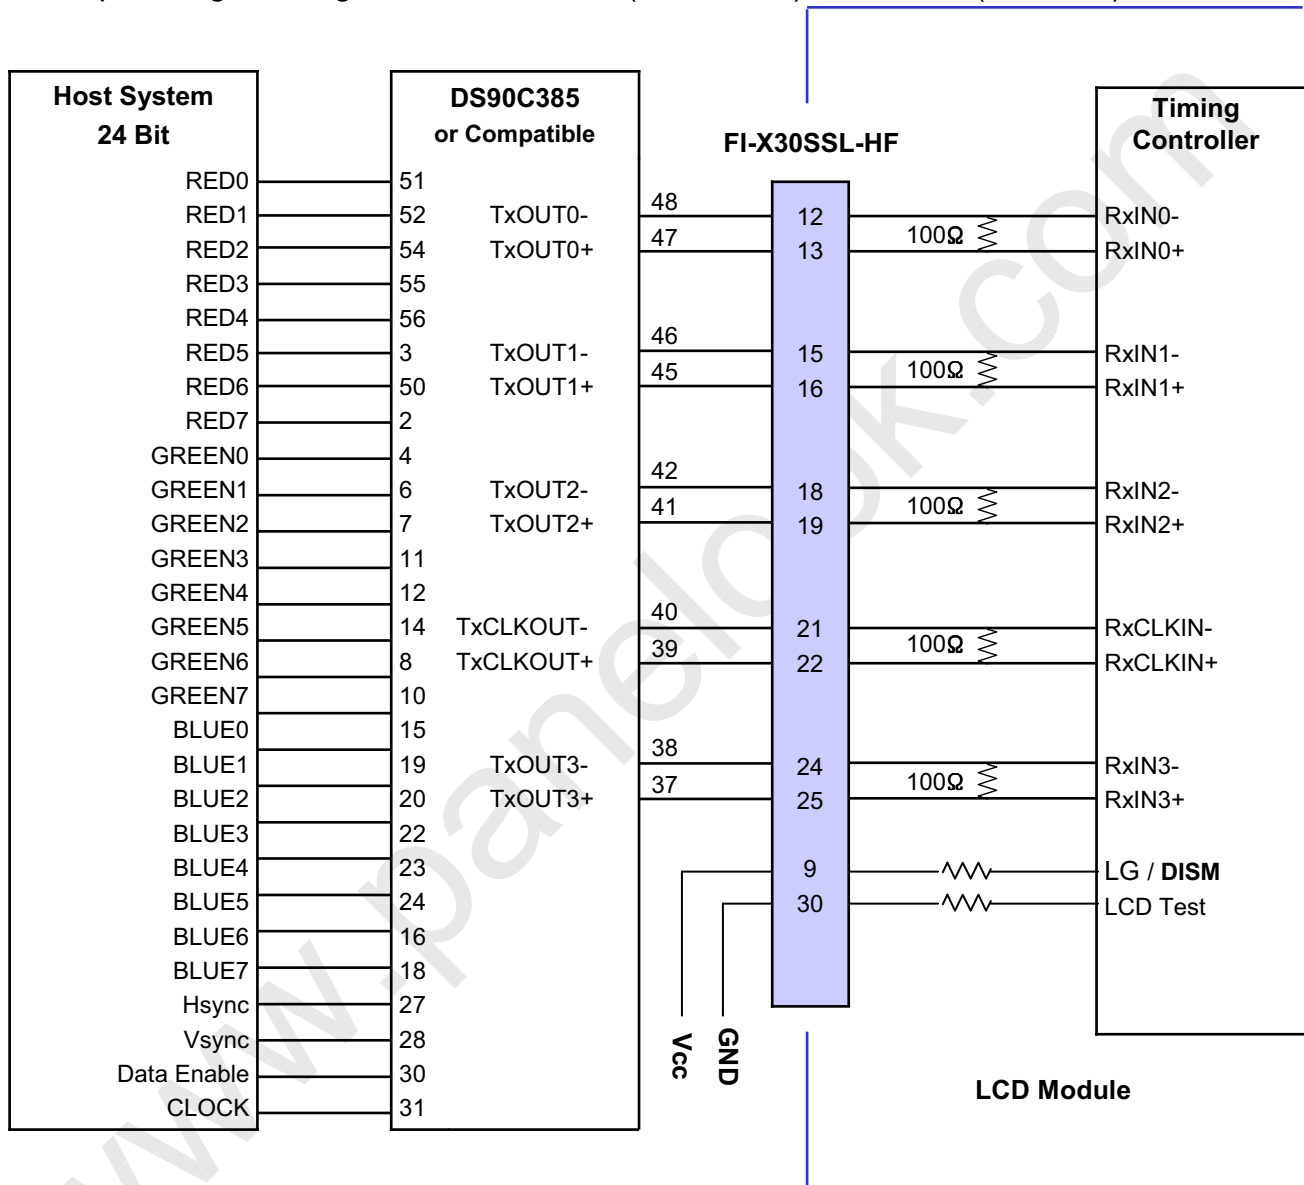 Host System
24 Bit
RED0
RED1
RED2
RED3
RED4
RED5
RED6
RED7
GREEN0
GREEN1
GREEN2
GREEN3
GREEN4
GREEN5
GREEN6
GREEN7
BLUE0
BLUE1
BLUE2
BLUE3
BLUE4
BLUE5
BLUE6
BLUE7
Hsync
Vsync
Data Enable
CLOCK
DS90C385
or Compatible
51
52
54
55
56
3
50
2
4
6
7
11
12
14
8
10
15
19
20
22
23
24
16
18
27
28
30
31
TxOUT0-
TxOUT0+
TxOUT1-
TxOUT1+
TxOUT2-
TxOUT2+
TxCLKOUT-
TxCLKOUT+
TxOUT3-
TxOUT3+
48
47
46
45
42
41
40
39
38
37
Vcc
GND
FI-X30SSL-HF
12
13
15
16
18
19
21
22
24
25
9
30
100Ω
100Ω
100Ω
100Ω
100Ω
Timing
Controller
RxIN0-
RxIN0+
RxIN1-
RxIN1+
RxIN2-
RxIN2+
RxCLKIN-
RxCLKIN+
RxIN3-
RxIN3+
LG / DISM
LCD Test
LCD Module
www.panelook.com